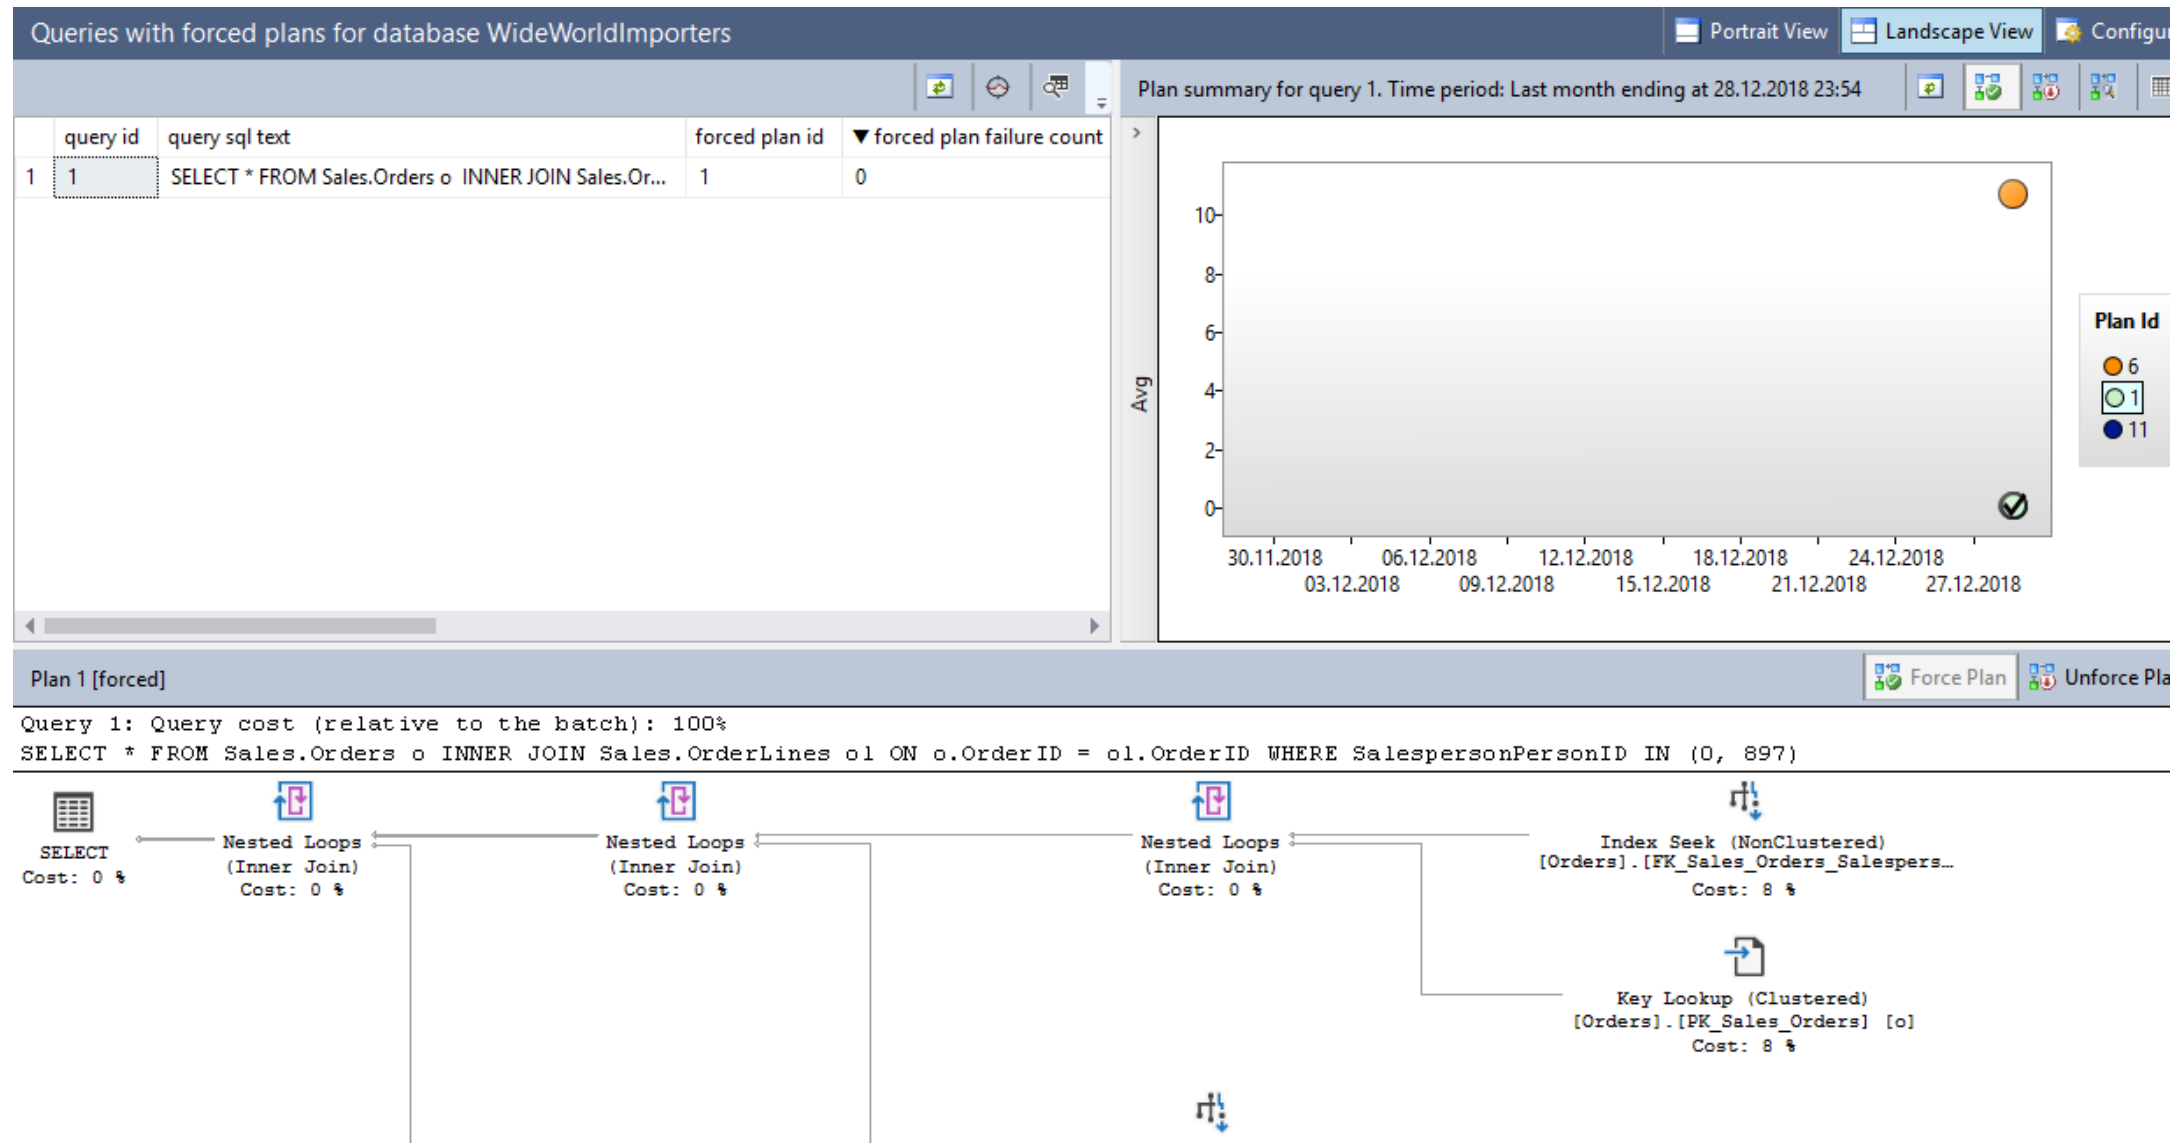 Queries with forced plans for database WideWorldImporters
Portrait View
Landscape View
Plan summary for query 1. Time period: Last month ending at 28.12.2018 23:54
query id query sql text forced plan id ▼ forced plan failure count
1 1 SELECT * FROM Sales.Orders o INNER JOIN Sales.Or... 1 0
Avg
10
8
6
4
2
0
30.11.2018 06.12.2018 12.12.2018 18.12.2018 24.12.2018
03.12.2018 09.12.2018 15.12.2018 21.12.2018 27.12.2018
Plan Id
6
1
11
Plan 1 [forced]
Force Plan
Unforce
Query 1: Query cost (relative to the batch): 100%
SELECT * FROM Sales.Orders o INNER JOIN Sales.OrderLines ol ON o.OrderID = ol.OrderID WHERE SalespersonPersonID IN (0, 897)
SELECT
Cost: 0 %
Nested Loops
(Inner Join)
Cost: 0 %
Nested Loops
(Inner Join)
Cost: 0 %
Nested Loops
(Inner Join)
Cost: 0 %
Index Seek (NonClustered)
[Orders].[FK_Sales_Orders_Salespers...
Cost: 8 %
Key Lookup (Clustered)
[Orders].[PK_Sales_Orders] [o]
Cost: 8 %